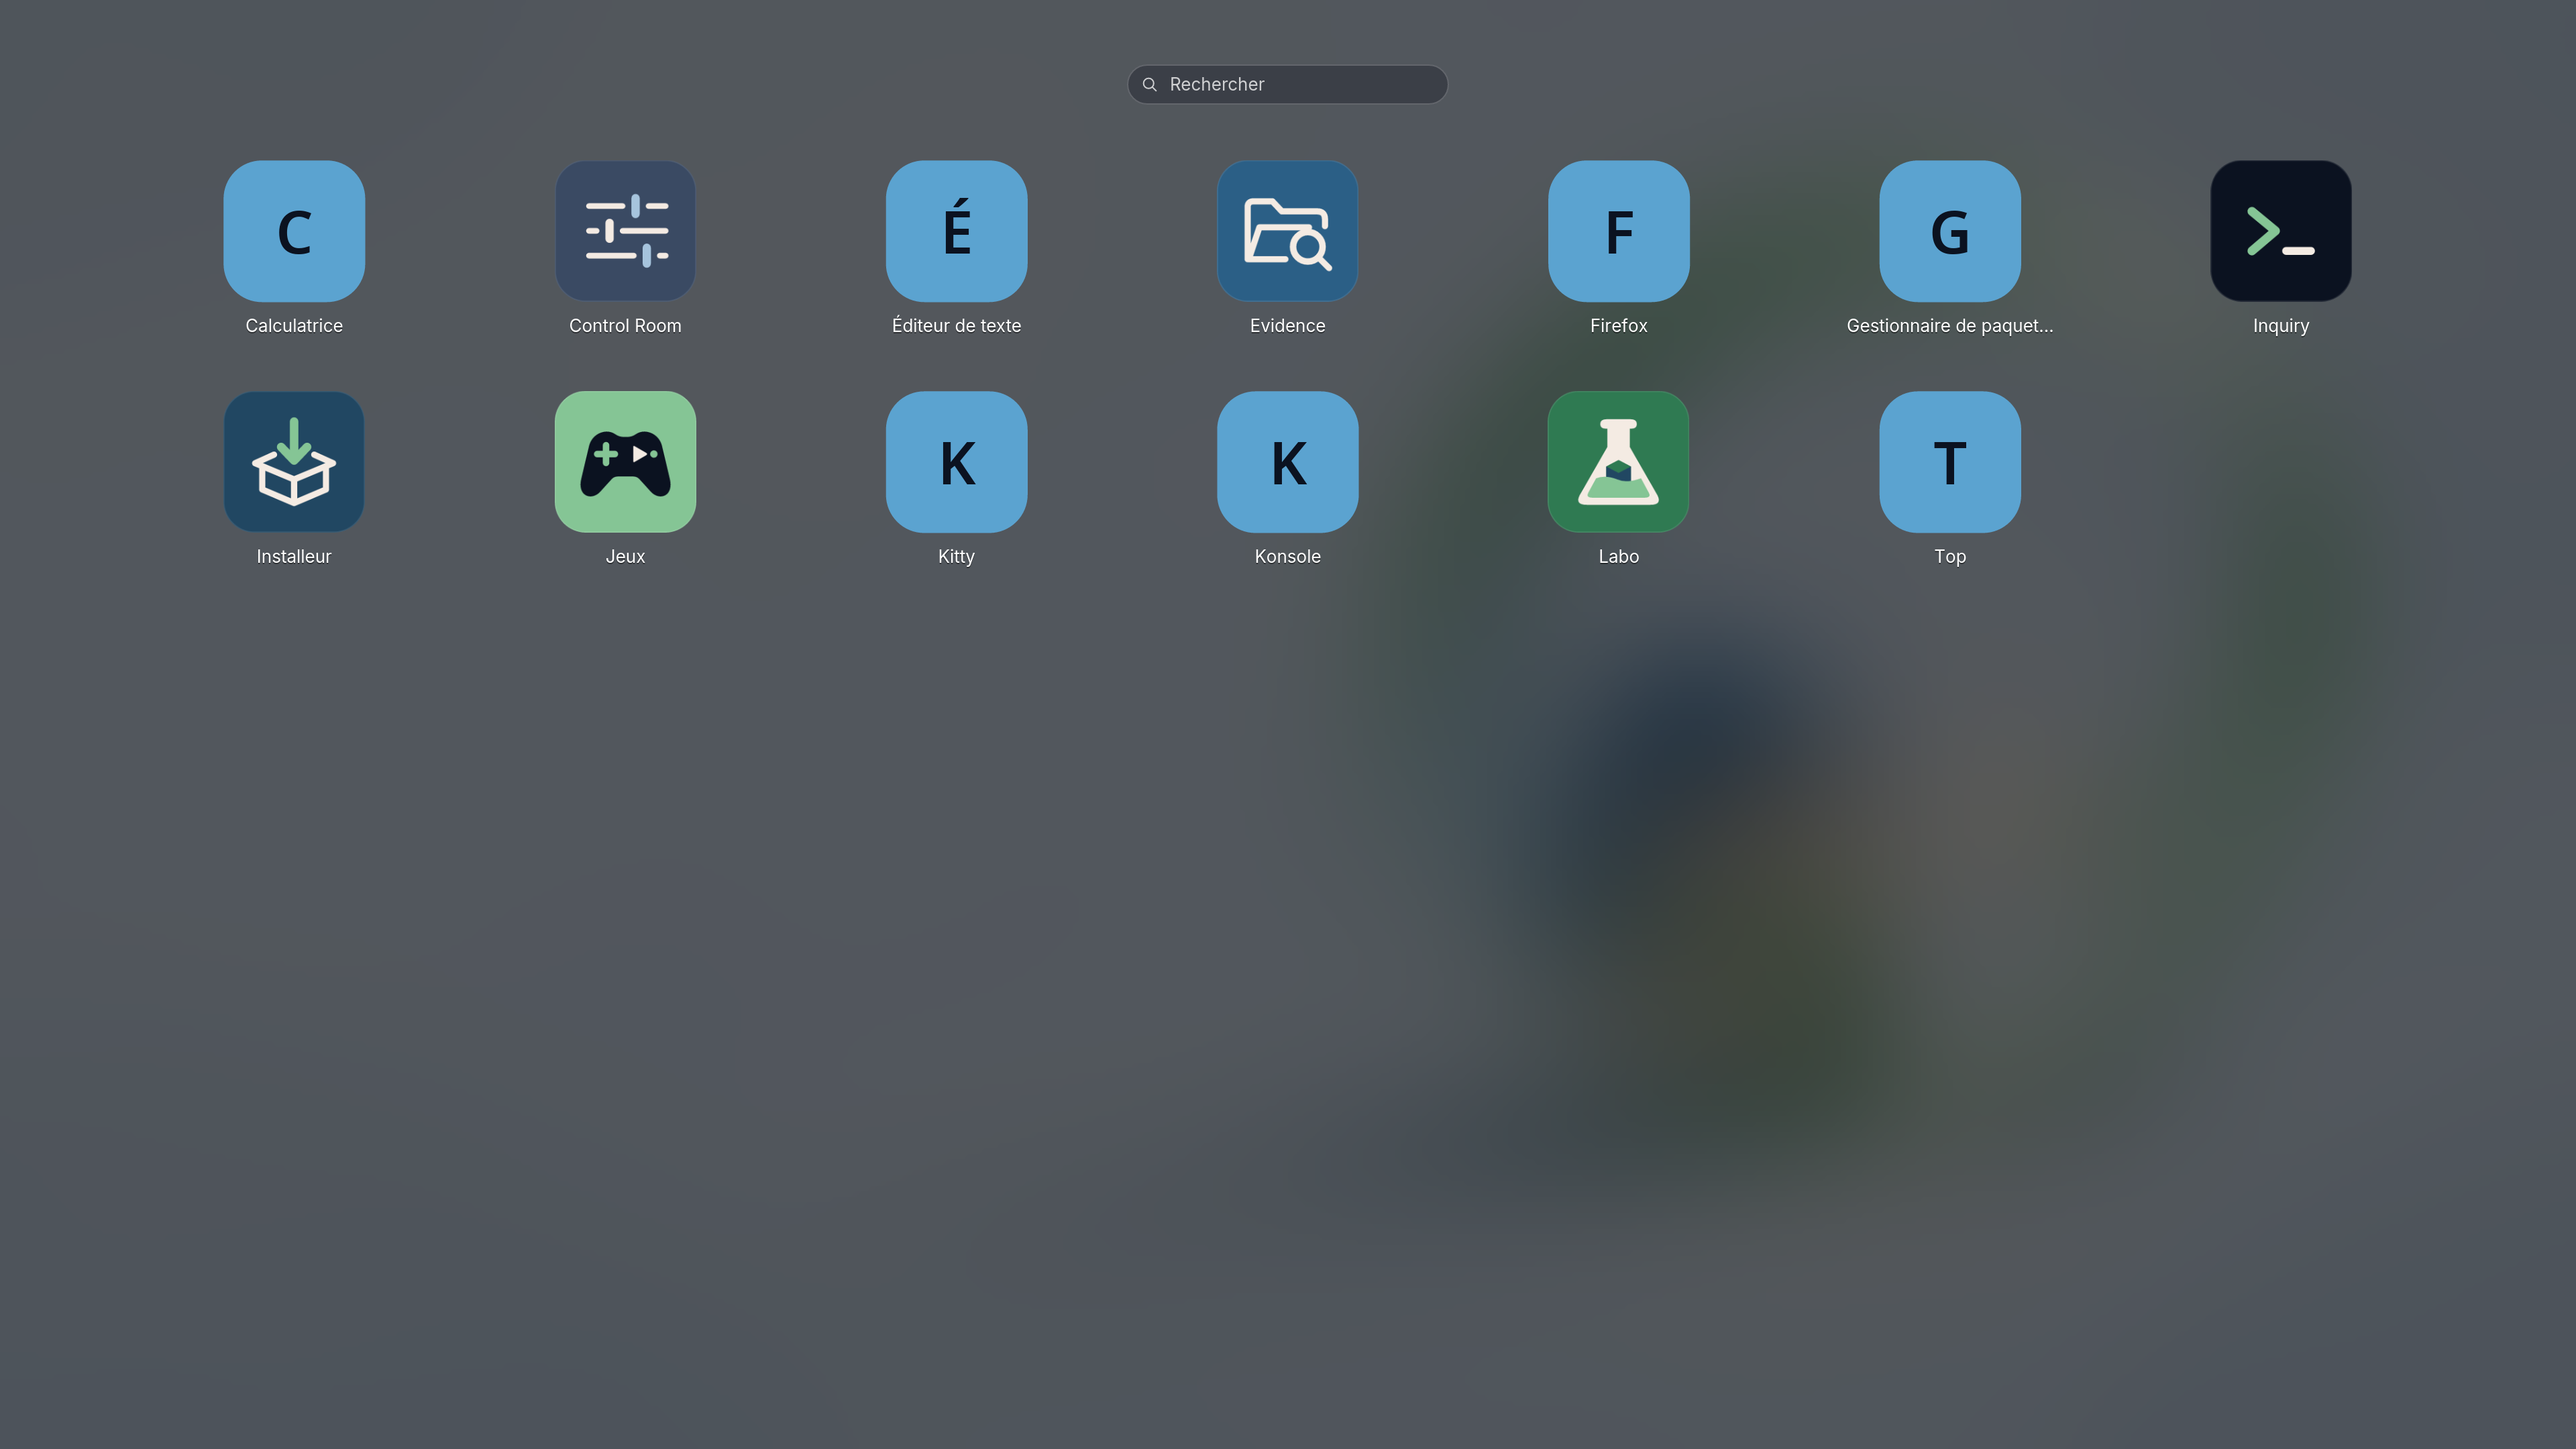 Rechercher
C
É
F
G
Calculatrice
Control Room
Éditeur de texte
Evidence
Firefox
Gestionnaire de paquet...
Inquiry
K
K
T
Installeur
Jeux
Kitty
Konsole
Labo
Top